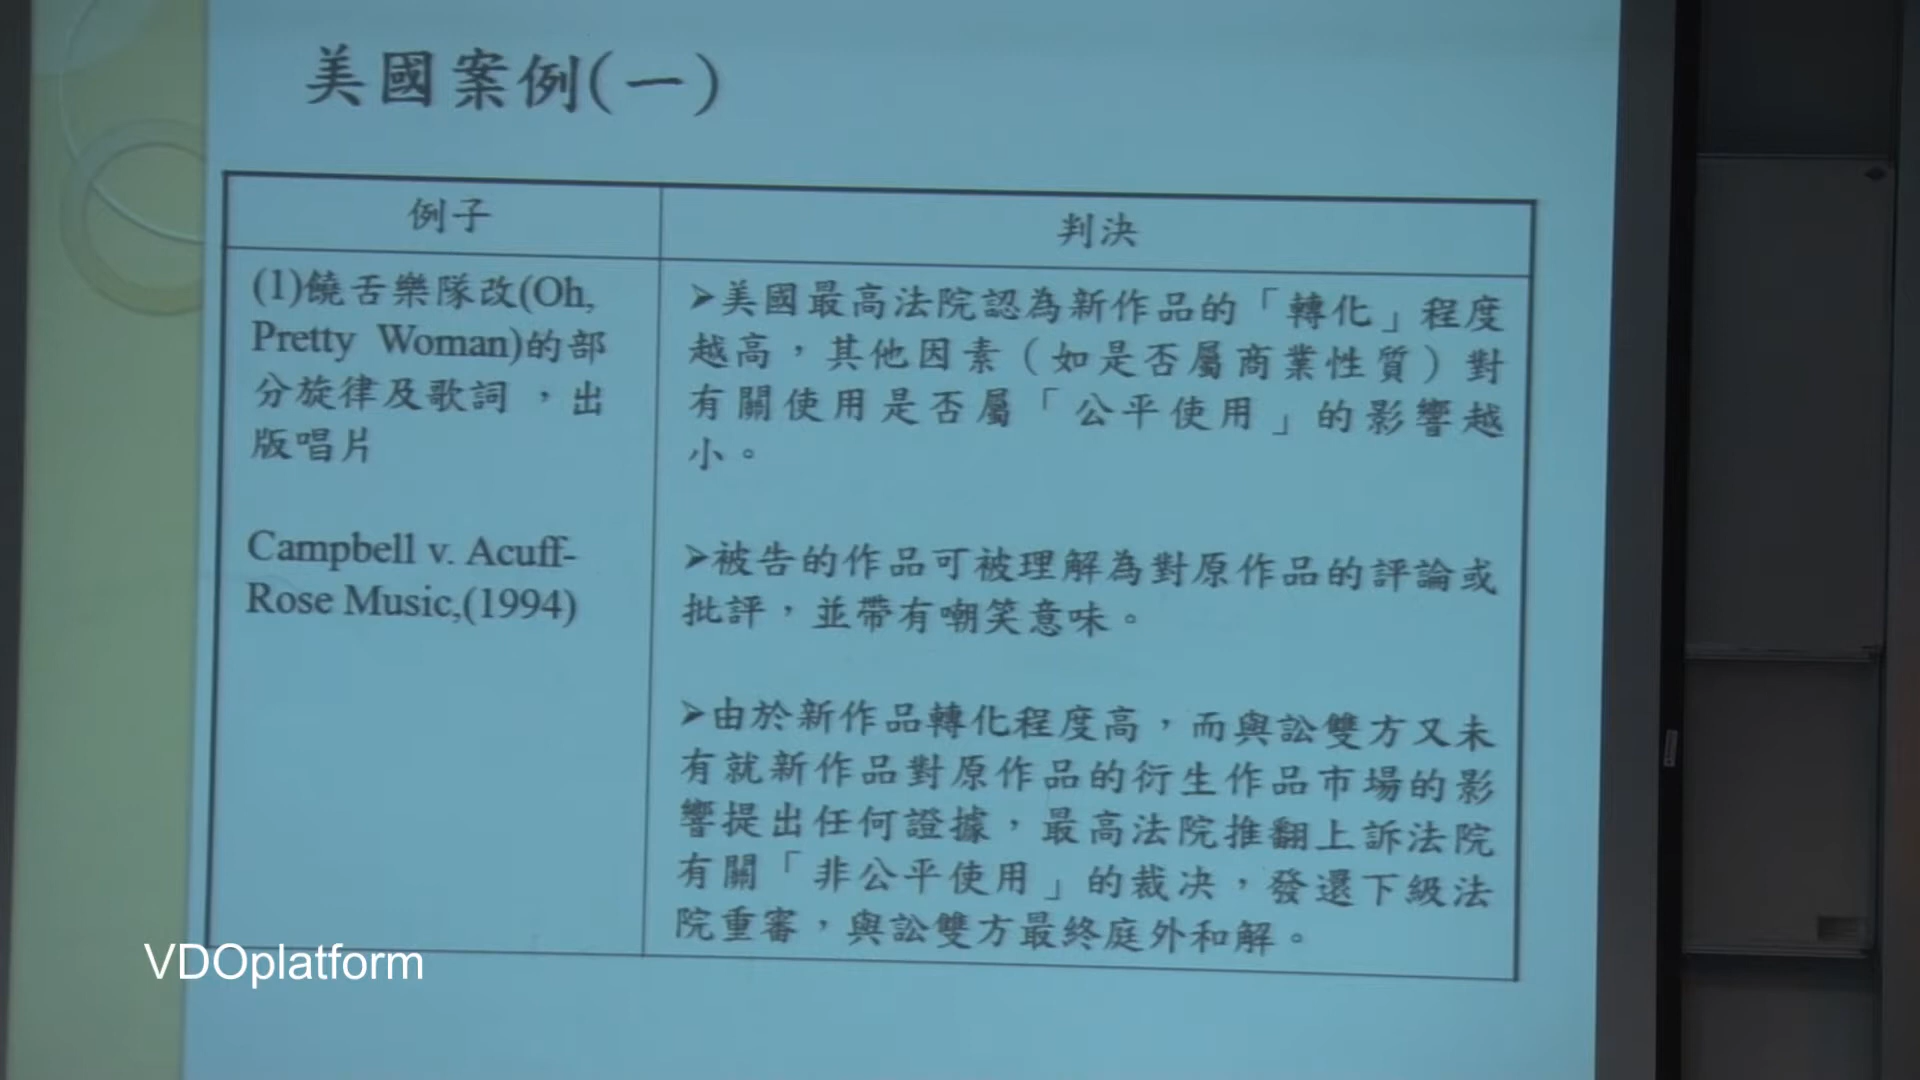 美國案例(一)
例子
判決
(1)饒舌樂隊改(Oh,
Pretty Woman)的部
分旋律及歌詞，出
版唱片
Campbell v. Acuff-
Rose Music,(1994)
➢美國最高法院認為新作品的「轉化」程度
越高，其他因素（如是否屬商業性質）對
有關使用是否屬「公平使用」的影響越
小。
➢被告的作品可被理解為對原作品的評論或
批評，並帶有嘲笑意味。
➢由於新作品轉化程度高，而與訟雙方又未
有就新作品對原作品的衍生作品市場的影
響提出任何證據，最高法院推翻上訴法院
有關「非公平使用」的裁決，發還下級法
院重審，與訟雙方最終庭外和解。
VDOplatform